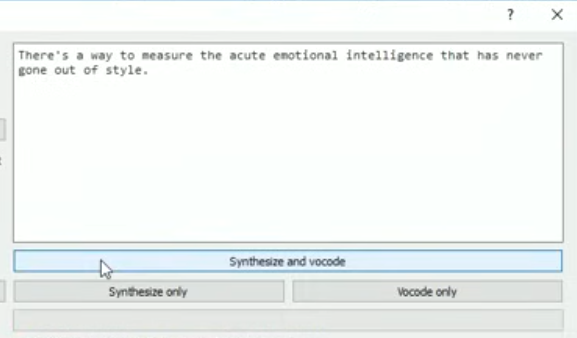 ?
There's a way to measure the acute emotional intelligence that has never
gone out of style.
Synthesize and vocode
Synthesize only
Vocode only